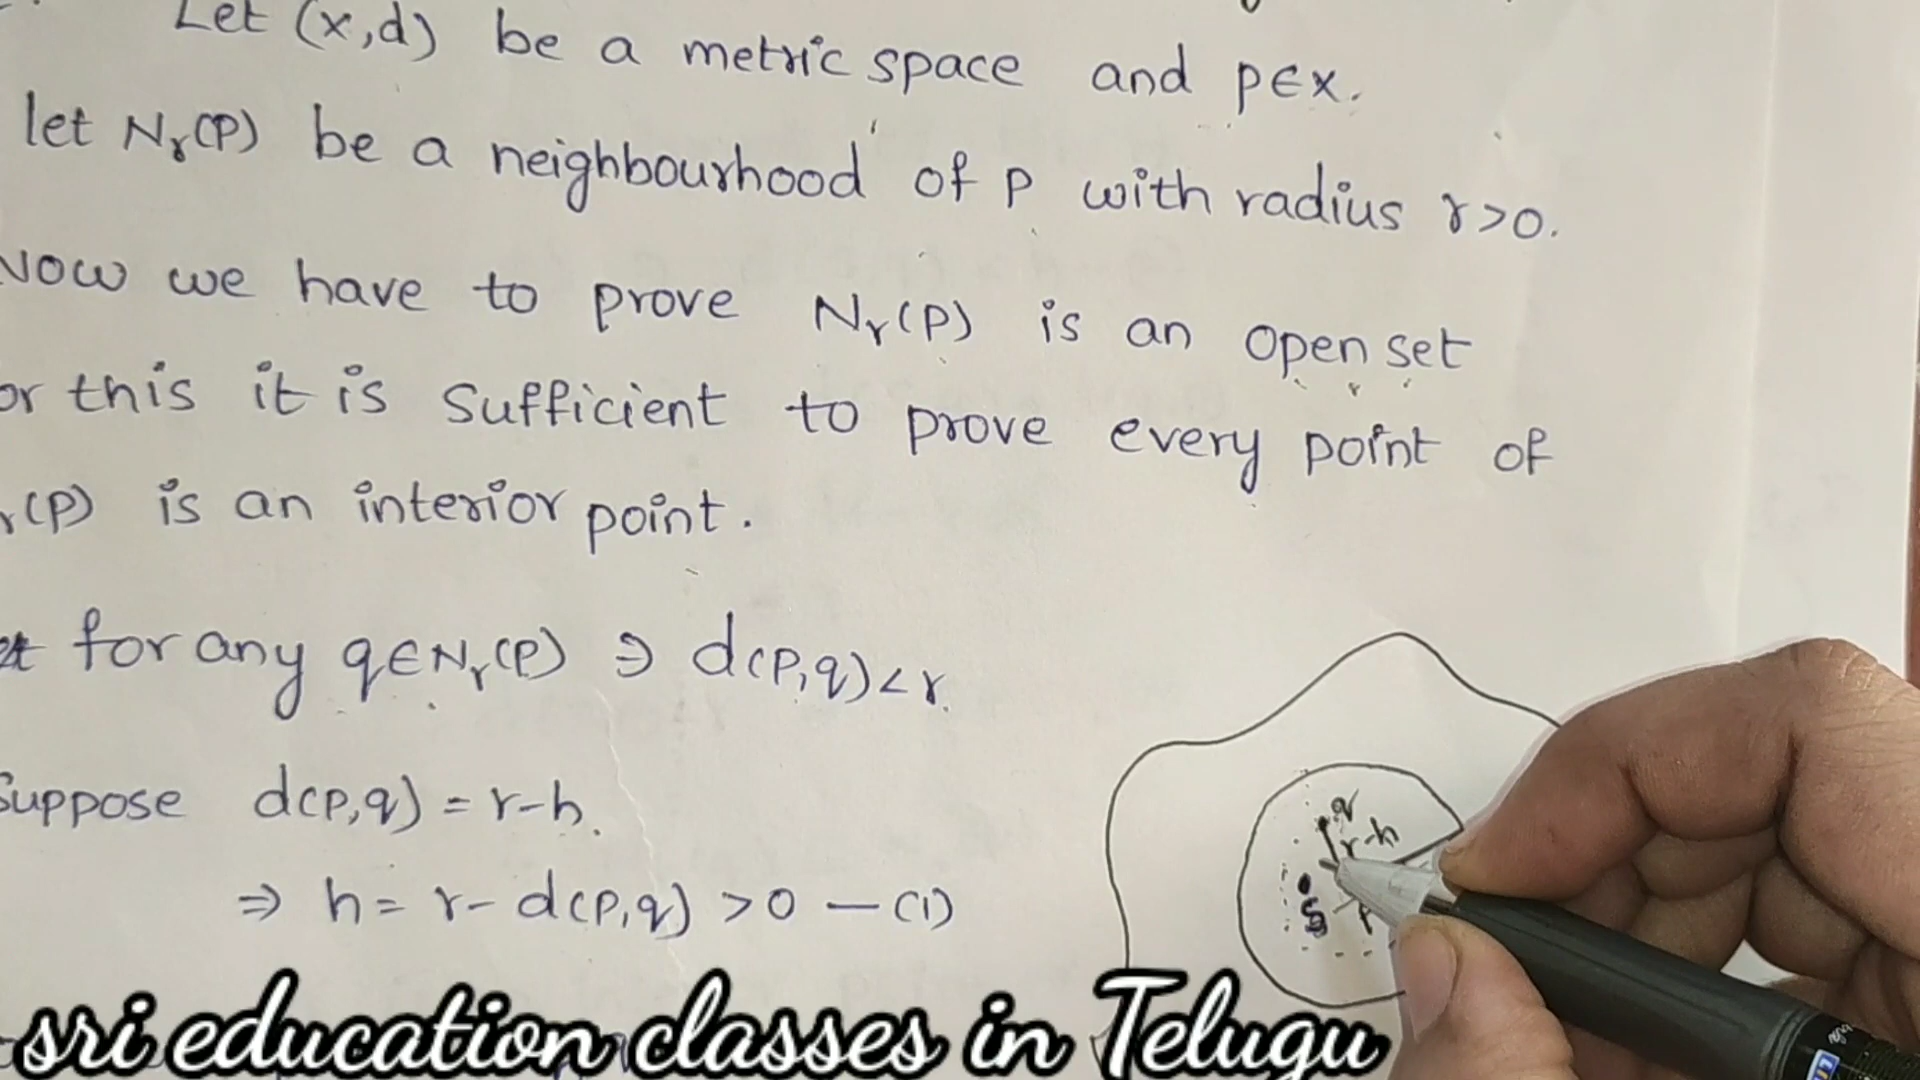 Let (x,d) be a metric space and p∈x.
let Nr(P) be a neighbourhood of P with radius r>0.
Now we have to prove Nr(P) is an open set
or this it is sufficient to prove every point of
r(P) is an interior point.
for any q∈Nr(P) ⇒ d(P,q)<r.
Suppose d(P,q) = r-h.
⇒ h = r- d(P,q) >0 —(1)
q
r-h
S
P
sri education classes in Telugu